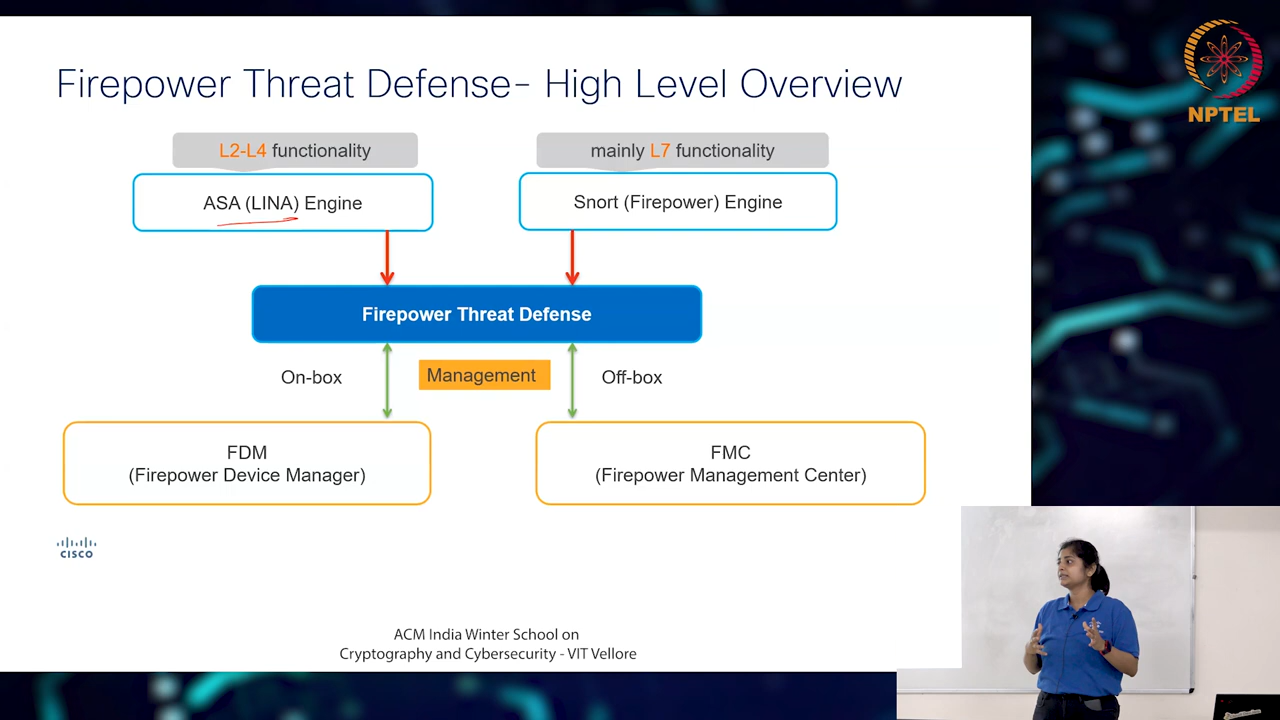 Firepower Threat Defense- High Level Overview
NPTEL
L2-L4 functionality
mainly L7 functionality
ASA (LINA) Engine
Snort (Firepower) Engine
Firepower Threat Defense
On-box
Management
Off-box
FDM
(Firepower Device Manager)
FMC
(Firepower Management Center)
CISCO
ACM India Winter School on
Cryptography and Cybersecurity - VIT Vellore